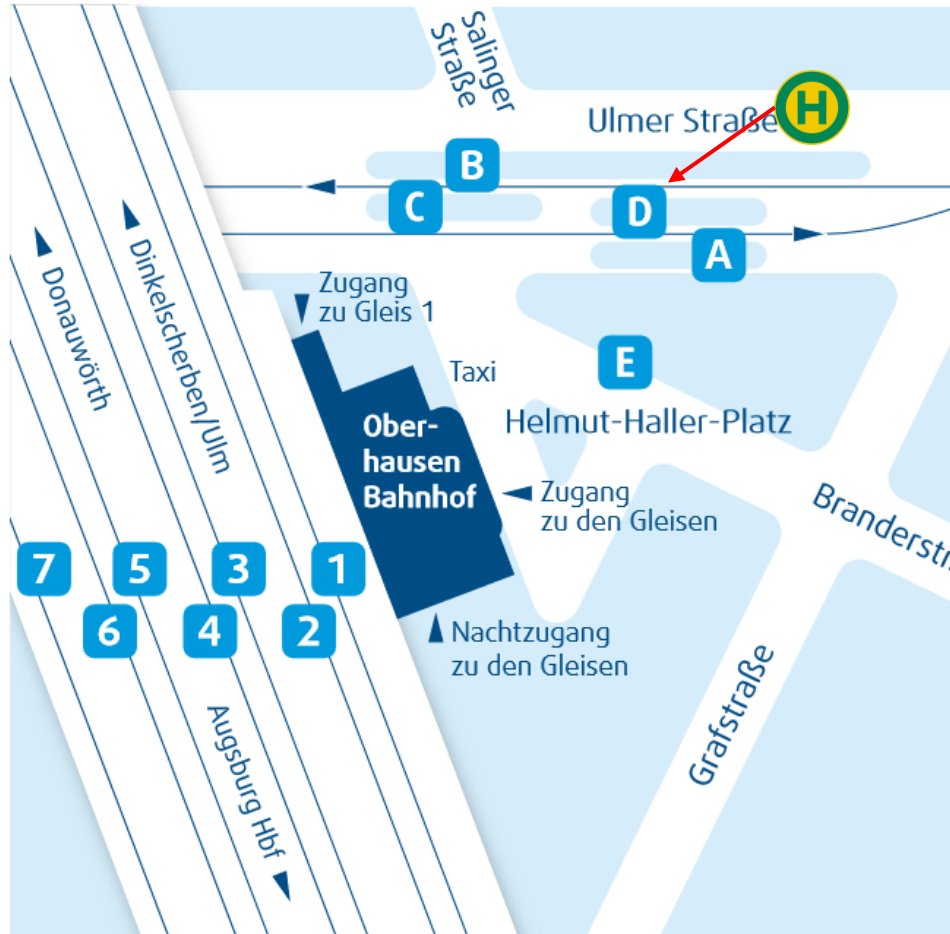 Salinger
Straße
Ulmer Straße
H
B
C
D
A
Zugang
zu Gleis 1
Donauwörth
Dinkelscherben/Ulm
Taxi
E
Helmut-Haller-Platz
Ober-
hausen
Bahnhof
Zugang
zu den Gleisen
Branderstr
7
5
3
1
6
4
2
Nachtzugang
zu den Gleisen
Grafstraße
Augsburg Hbf